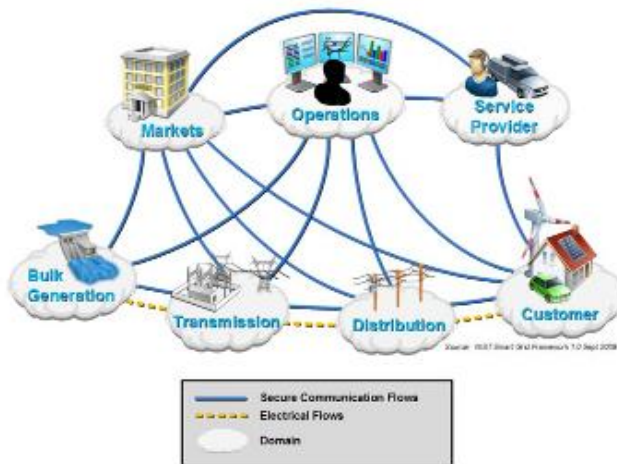 Markets
Operations
Service
Provider
Bulk
Generation
Transmission
Distribution
Customer
Source: NIST Smart Grid Framework 1.0 Sept 2009
Secure Communication Flows
Electrical Flows
Domain